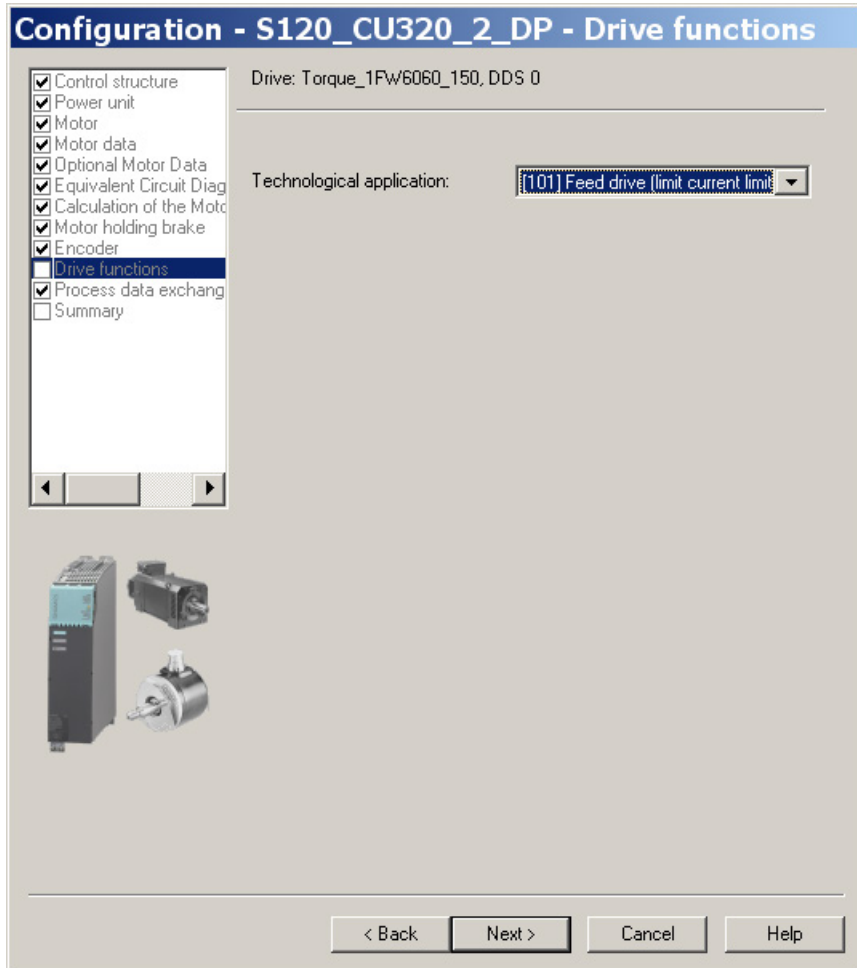 Configuration - S120_CU320_2_DP - Drive functions
Control structure
Power unit
Motor
Motor data
Optional Motor Data
Equivalent Circuit Diag
Calculation of the Moto
Motor holding brake
Encoder
Drive functions
Process data exchang
Summary
Drive: Torque_1FW6060_150, DDS 0
Technological application:
[101] Feed drive (limit current limit
< Back
Next >
Cancel
Help